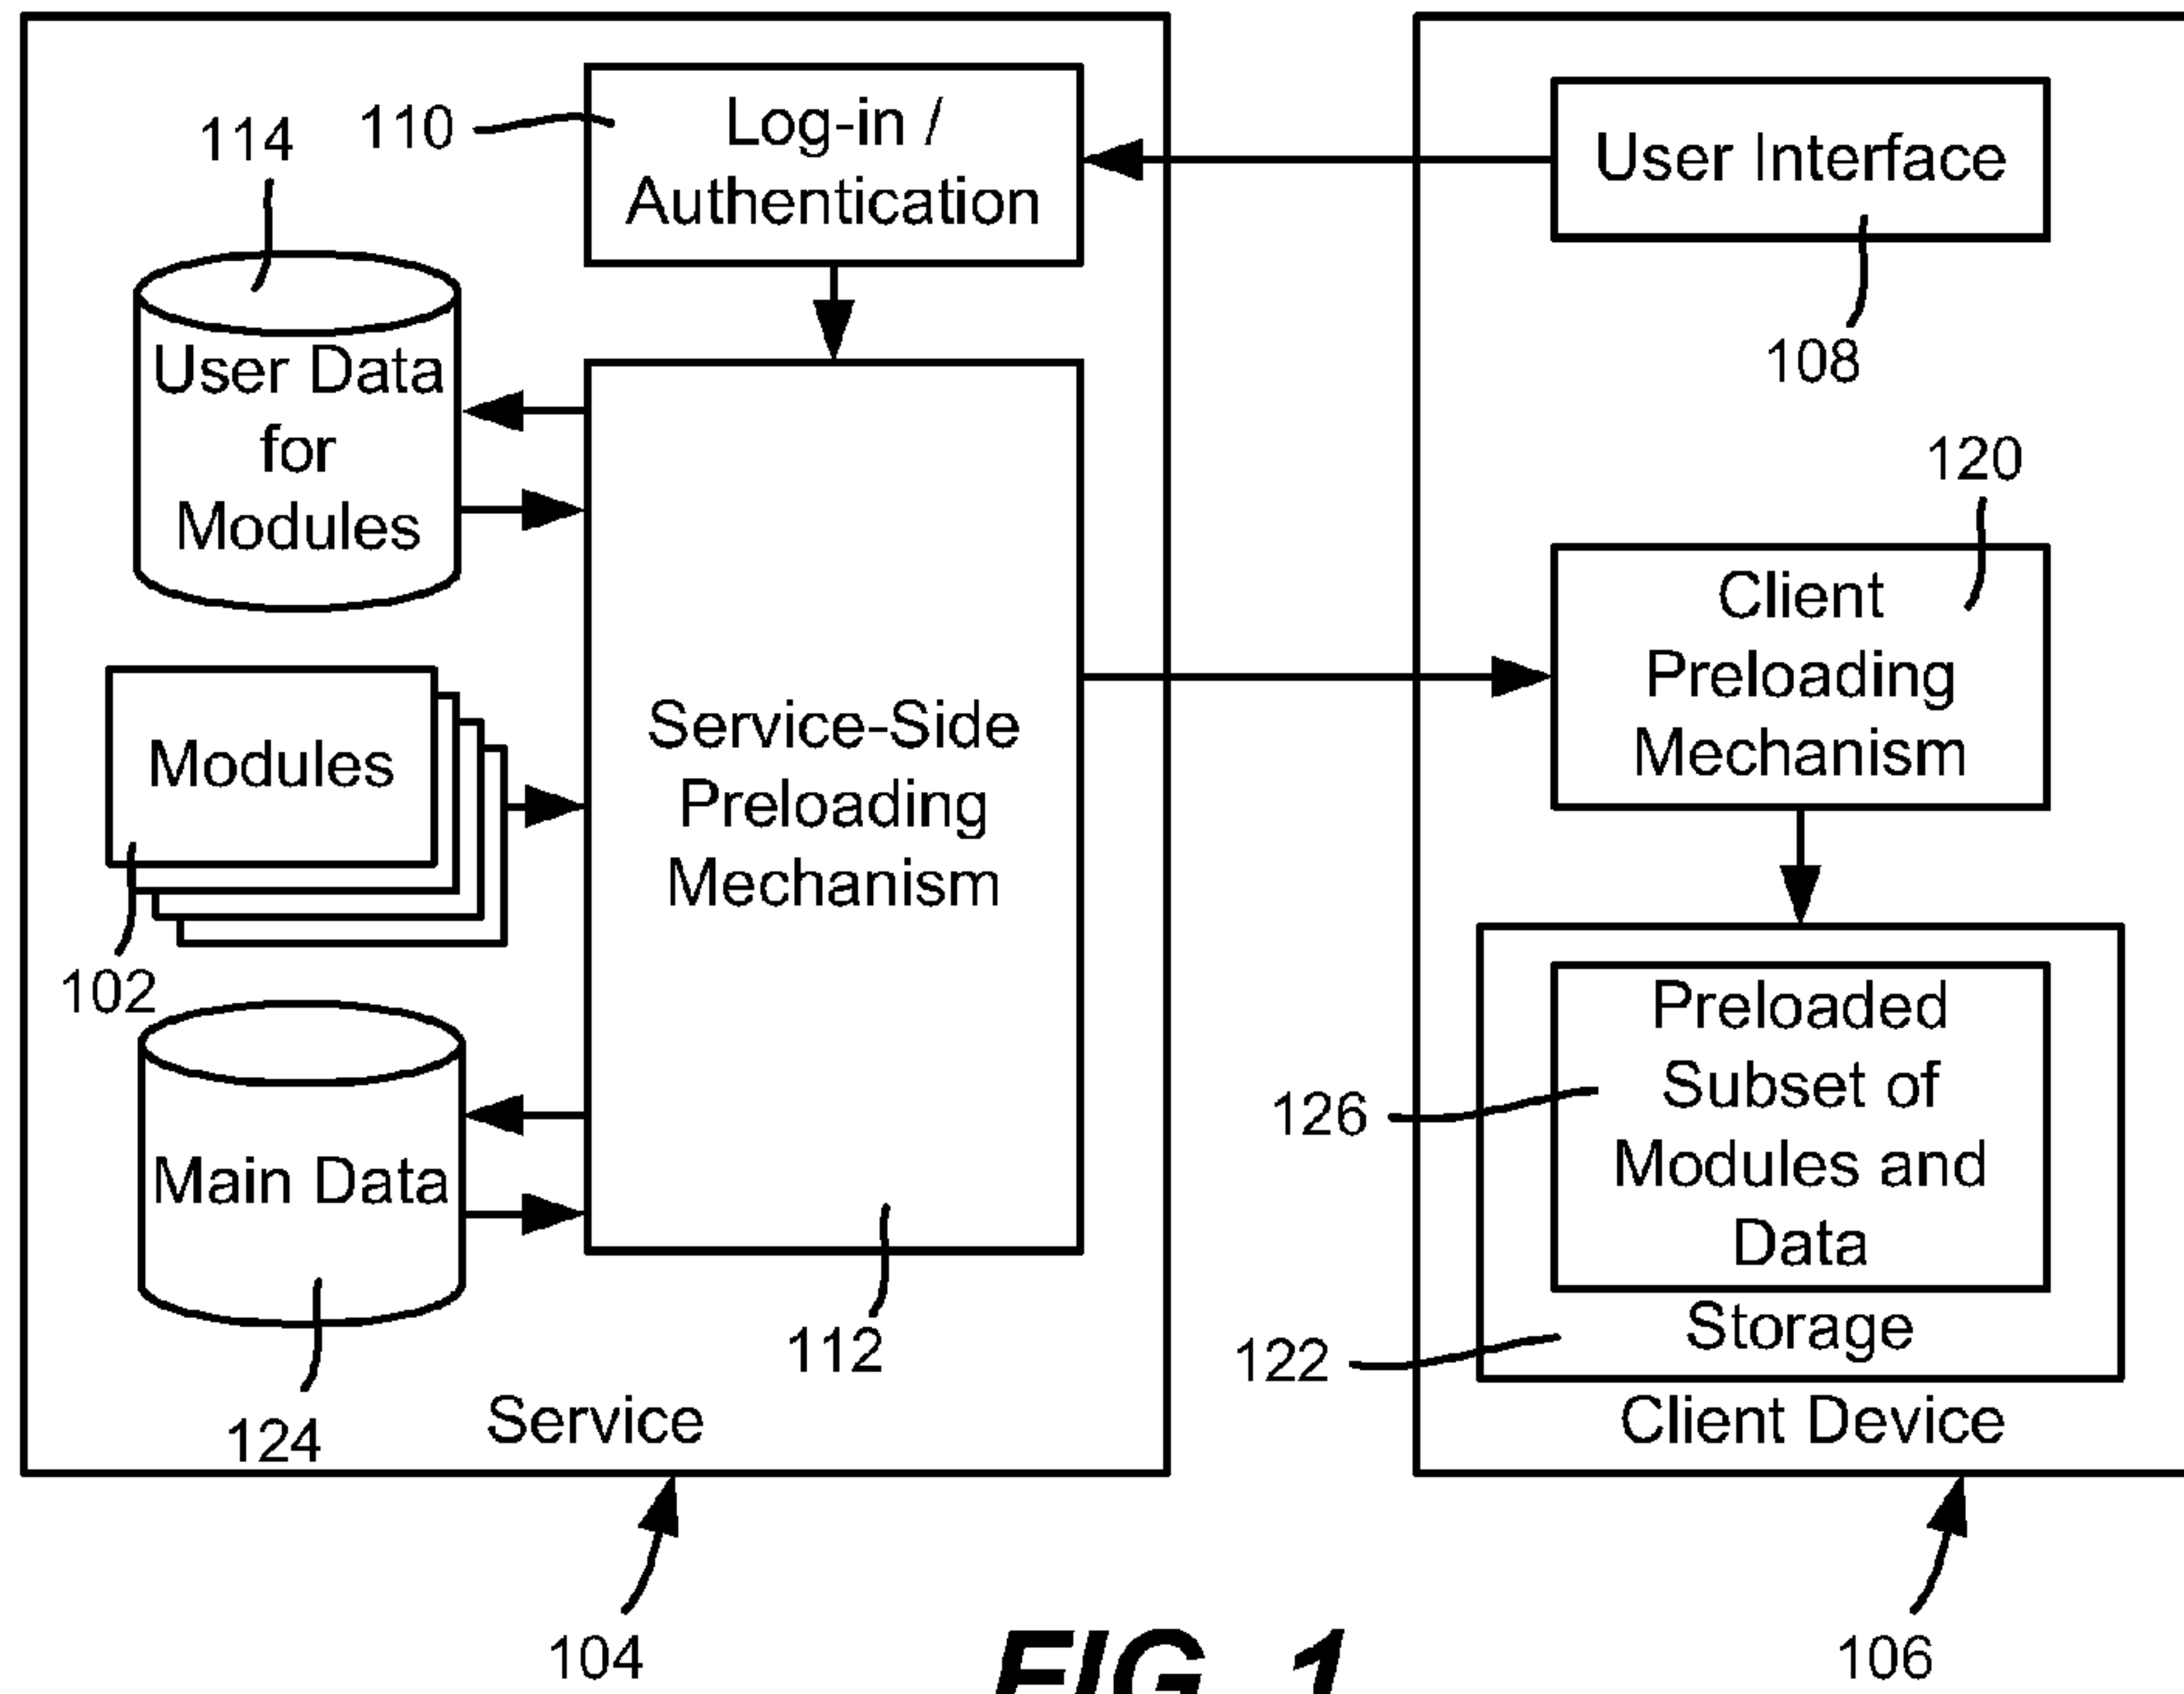 110
Log-in /
Authentication
114
User Data
for
Modules
Modules
102
Service-Side
Preloading
Mechanism
Main Data
124
112
Service
104
User Interface
108
120
Client
Preloading
Mechanism
Preloaded
Subset of
Modules and
Data
126
Storage
122
Client Device
106
FIG. 1